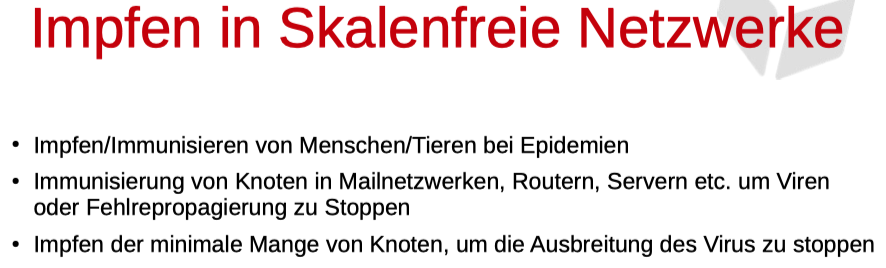 Impfen in Skalenfreie Netzwerke
• Impfen/Immunisieren von Menschen/Tieren bei Epidemien
• Immunisierung von Knoten in Mailnetzwerken, Routern, Servern etc. um Viren
oder Fehlrepropagierung zu Stoppen
• Impfen der minimale Mange von Knoten, um die Ausbreitung des Virus zu stoppen